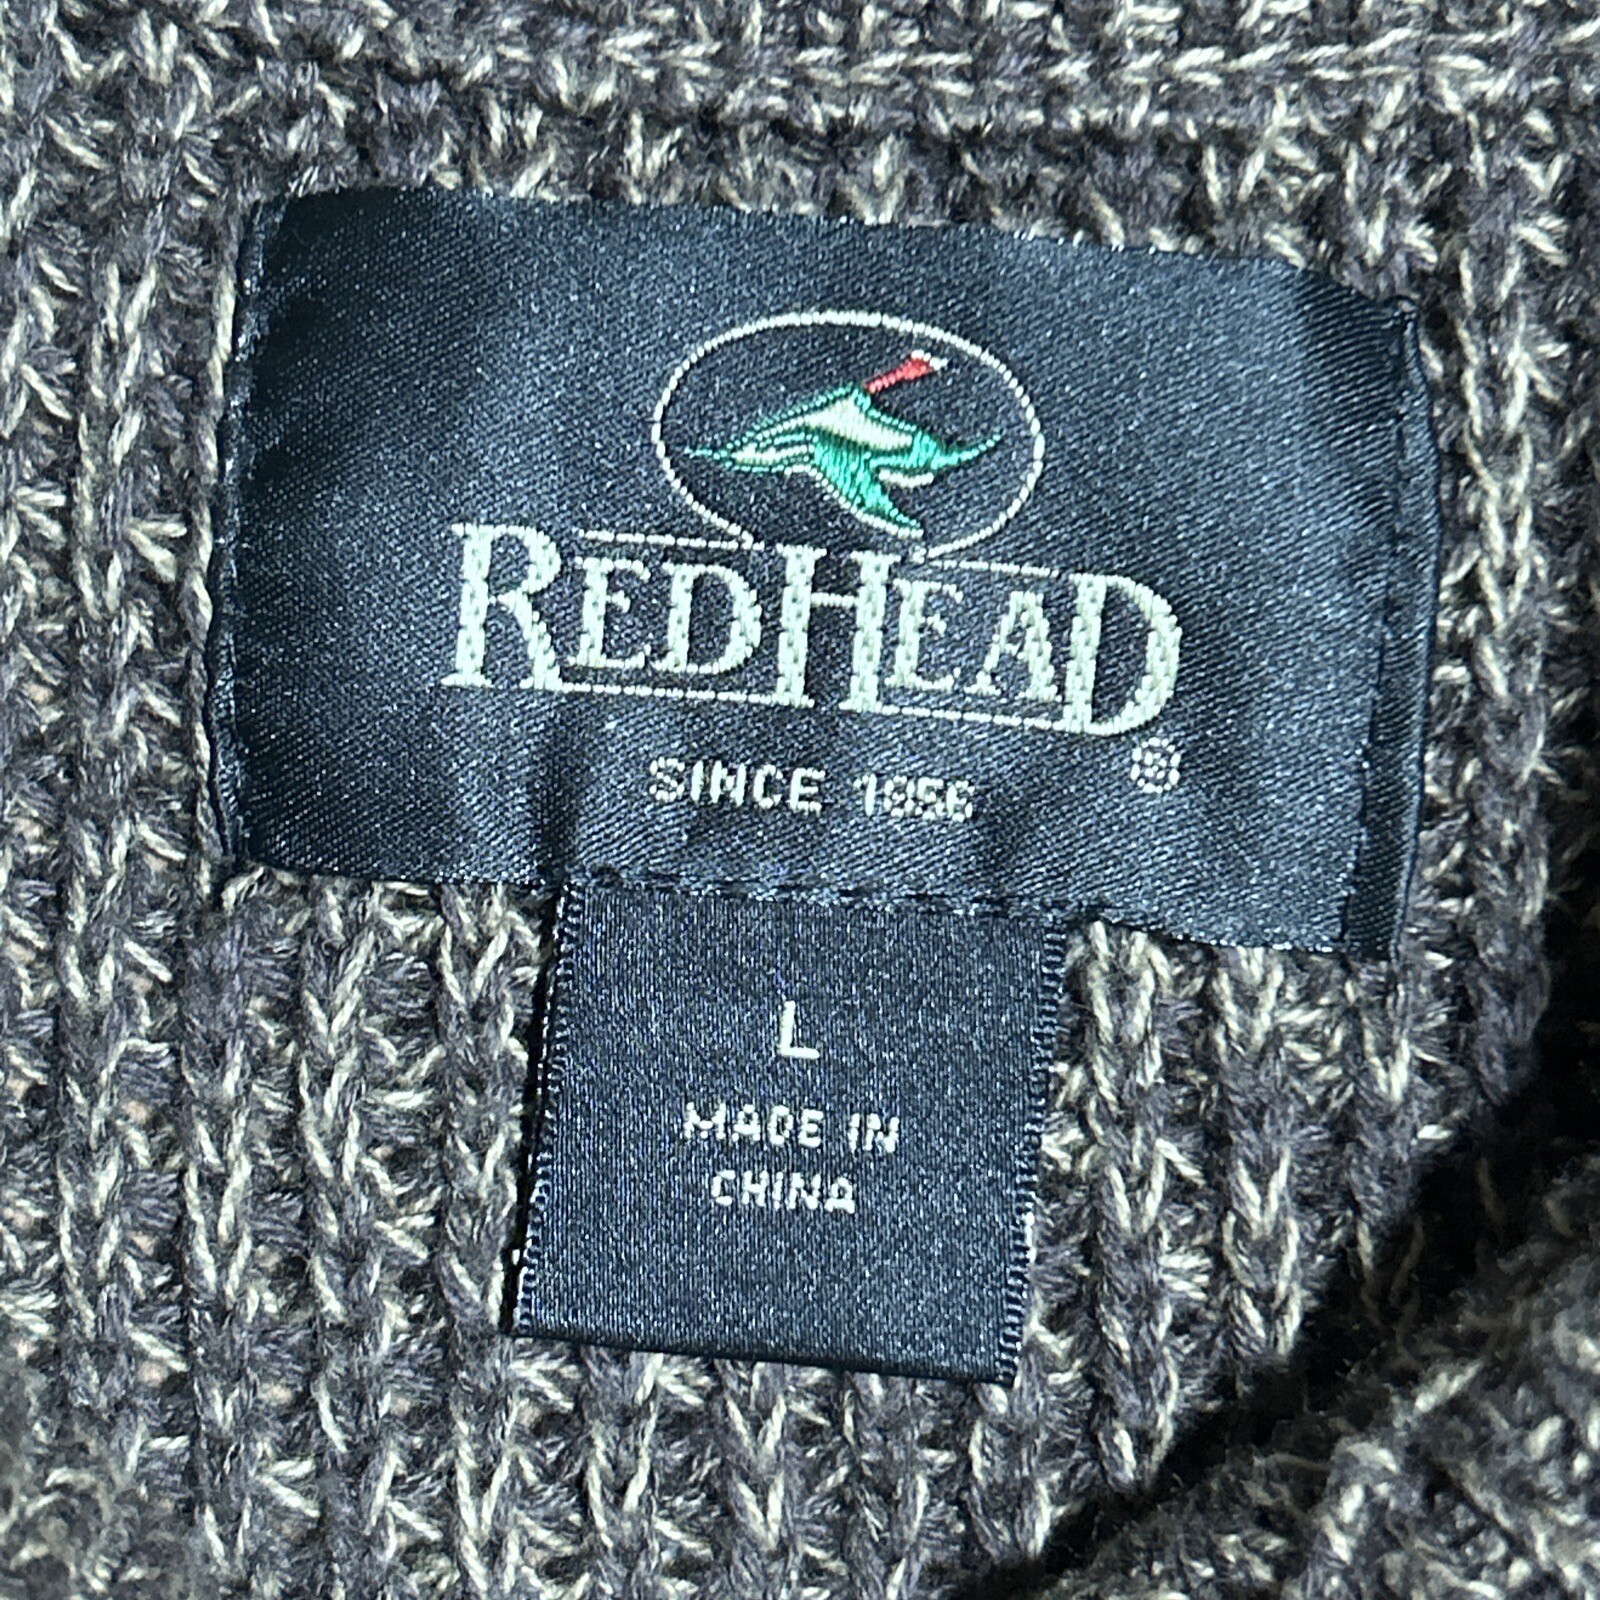 REDHEAD
®
SINCE 1856
L
MADE IN
CHINA